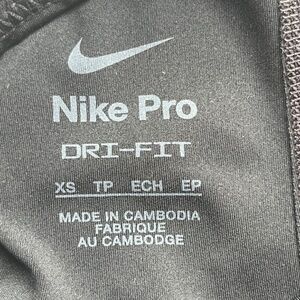 Nike Pro
DRI-FIT
XS TP ECH EP
MADE IN CAMBODIA
FABRIQUE
AU CAMBODGE